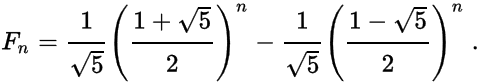 F_n = \frac{1}{\sqrt{5}} \left( \frac{1 + \sqrt{5}}{2} \right)^n - \frac{1}{\sqrt{5}} \left( \frac{1 - \sqrt{5}}{2} \right)^n .